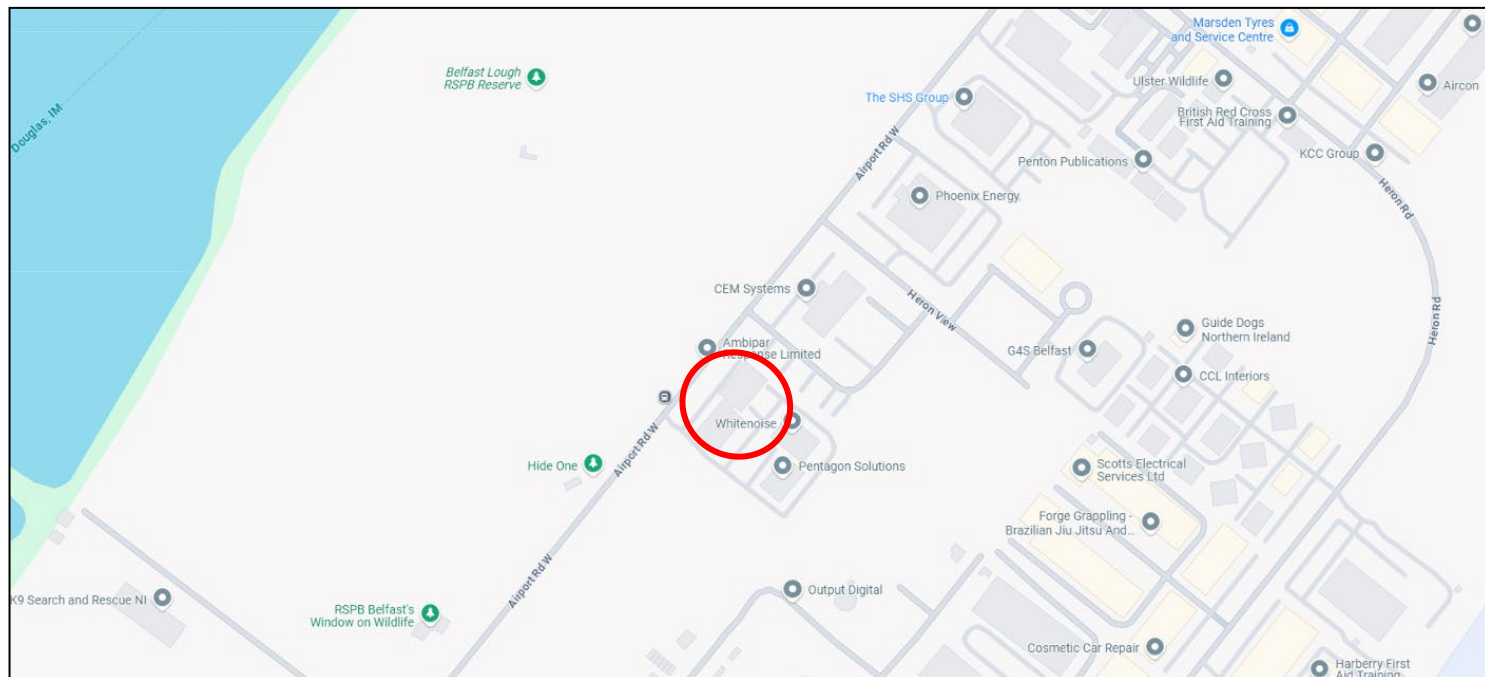 Marsden Tyres
and Service Centre
Belfast Lough
RSPB Reserve
Ulster Wildlife
Aircon
The SHS Group
British Red Cross
First Aid Training
Douglas, IM
Airport Rd W
Penton Publications
KCC Group
Heron Rd
Phoenix Energy
CEM Systems
Heron View
Guide Dogs
Northern Ireland
Heron Rd
Ambipar
Response Limited
G4S Belfast
CCL Interiors
Whitenoise
Airport Rd W
Hide One
Pentagon Solutions
Scotts Electrical
Services Ltd
Forge Grappling -
Brazilian Jiu Jitsu And...
Airport Rd W
K9 Search and Rescue NI
Output Digital
RSPB Belfast's
Window on Wildlife
Cosmetic Car Repair
Harberry First
Aid Training